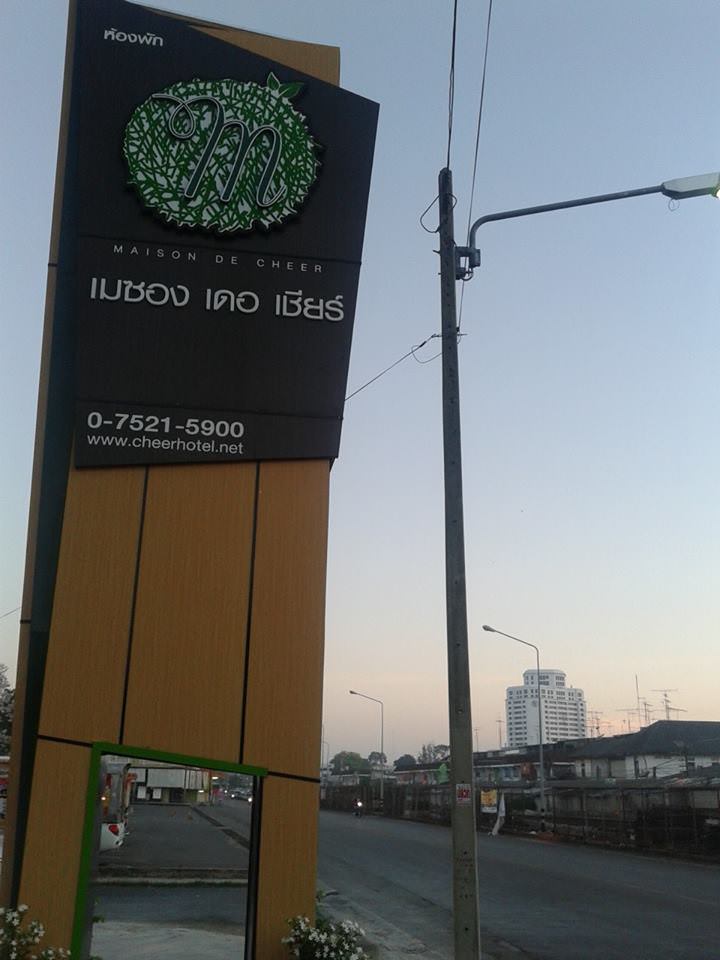 ห้องพัก
m
MAISON DE CHEER
เมซอง เดอ เชียร์
0-7521-5900
www.cheerhotel.net